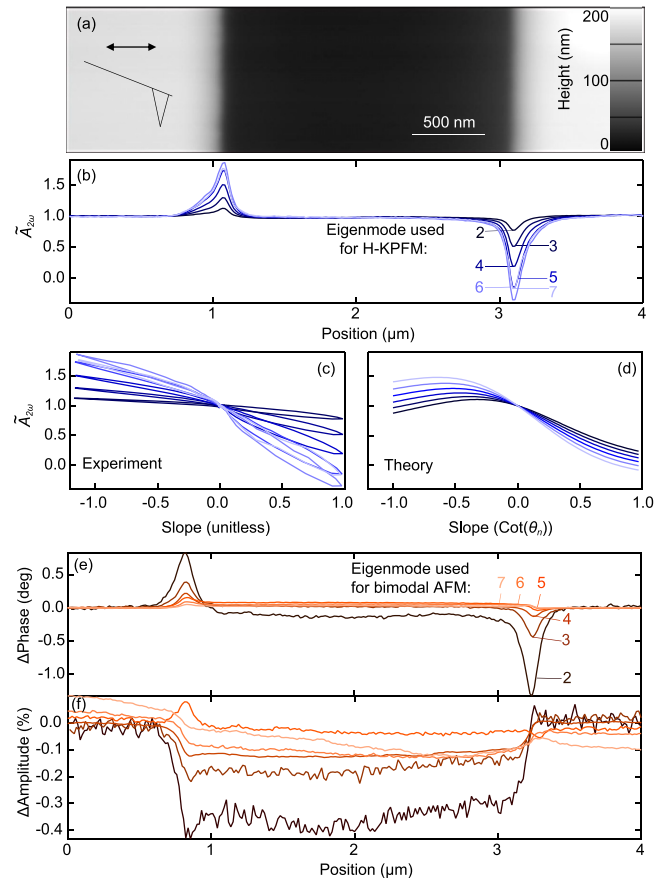 (a)
500 nm
Height (nm)
200
100
0
(b)
Ã2ω
1.5
1.0
0.5
0.0
Eigenmode used
for H-KPFM:
2
3
4
5
6
7
0 1 2 3 4
Position (μm)
(c)
(d)
Ã2ω
1.5
1.0
0.5
0.0
Experiment
Theory
-1.0 -0.5 0.0 0.5 1.0
-1.0 -0.5 0.0 0.5 1.0
Slope (unitless)
Slope (Cot(θn))
(e)
ΔPhase (deg)
0.5
0.0
-0.5
-1.0
Eigenmode used
for bimodal AFM:
7 6 5
4
3
2
(f)
ΔAmplitude (%)
0.0
-0.1
-0.2
-0.3
-0.4
0 1 2 3 4
Position (μm)